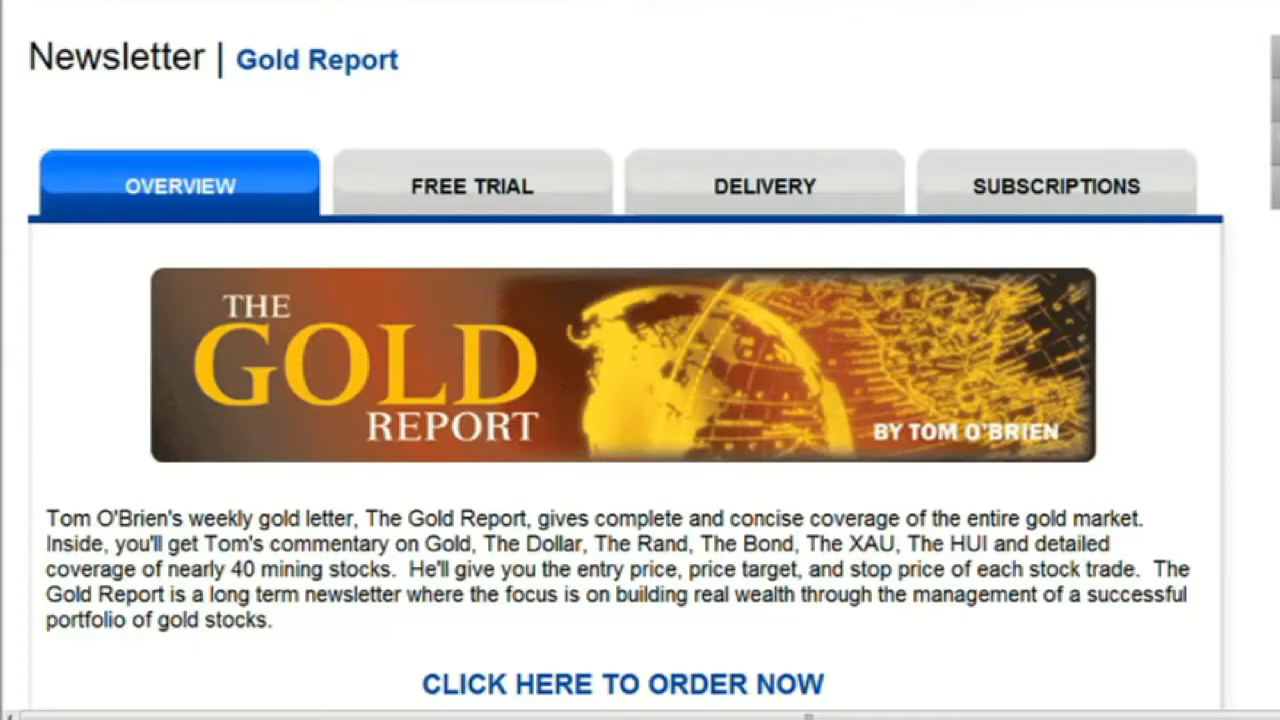 Newsletter | Gold Report
OVERVIEW
FREE TRIAL
DELIVERY
SUBSCRIPTIONS
THE
GOLD
REPORT
BY TOM O'BRIEN
Tom O'Brien's weekly gold letter, The Gold Report, gives complete and concise coverage of the entire gold market.
Inside, you'll get Tom's commentary on Gold, The Dollar, The Rand, The Bond, The XAU, The HUI and detailed
coverage of nearly 40 mining stocks.  He'll give you the entry price, price target, and stop price of each stock trade.  The
Gold Report is a long term newsletter where the focus is on building real wealth through the management of a successful
portfolio of gold stocks.
CLICK HERE TO ORDER NOW